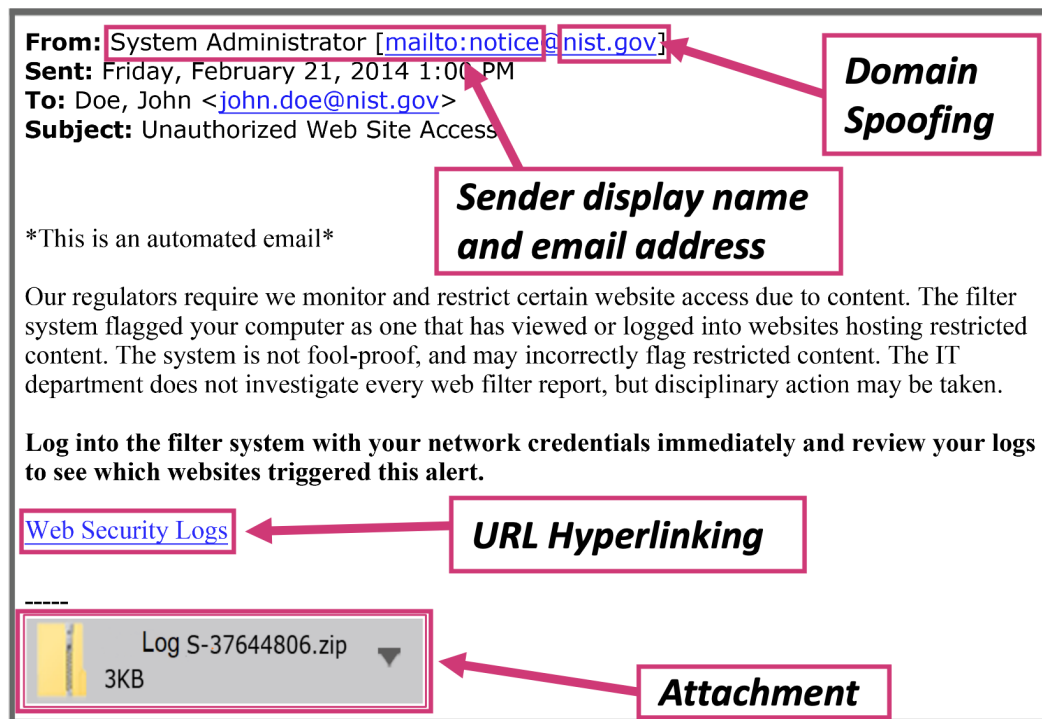 From: System Administrator [mailto:notice@nist.gov]
Sent: Friday, February 21, 2014 1:00 PM
To: Doe, John <john.doe@nist.gov>
Subject: Unauthorized Web Site Access
Domain
Spoofing
Sender display name
and email address
*This is an automated email*
Our regulators require we monitor and restrict certain website access due to content. The filter
system flagged your computer as one that has viewed or logged into websites hosting restricted
content. The system is not fool-proof, and may incorrectly flag restricted content. The IT
department does not investigate every web filter report, but disciplinary action may be taken.
Log into the filter system with your network credentials immediately and review your logs
to see which websites triggered this alert.
Web Security Logs
URL Hyperlinking
-----
Log S-37644806.zip
3KB
Attachment